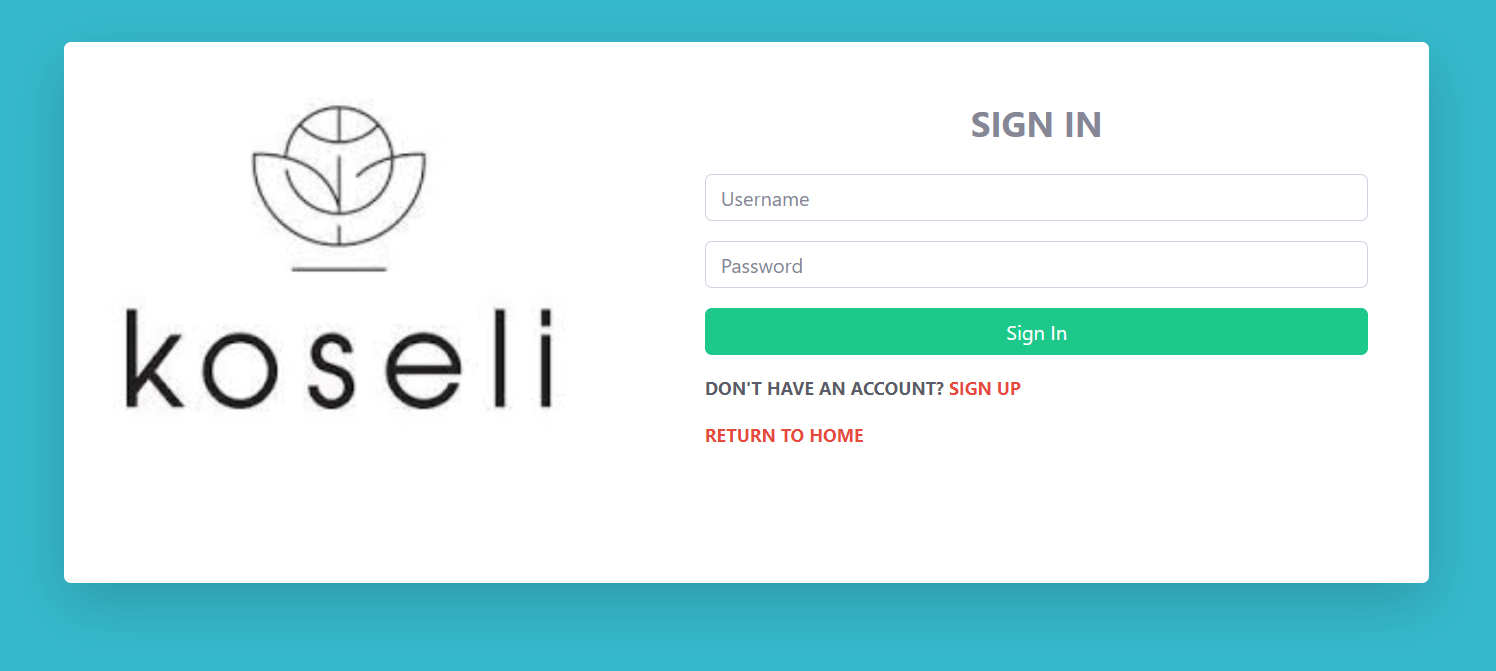 koseli
SIGN IN
Username
Password
Sign In
DON'T HAVE AN ACCOUNT? SIGN UP
RETURN TO HOME